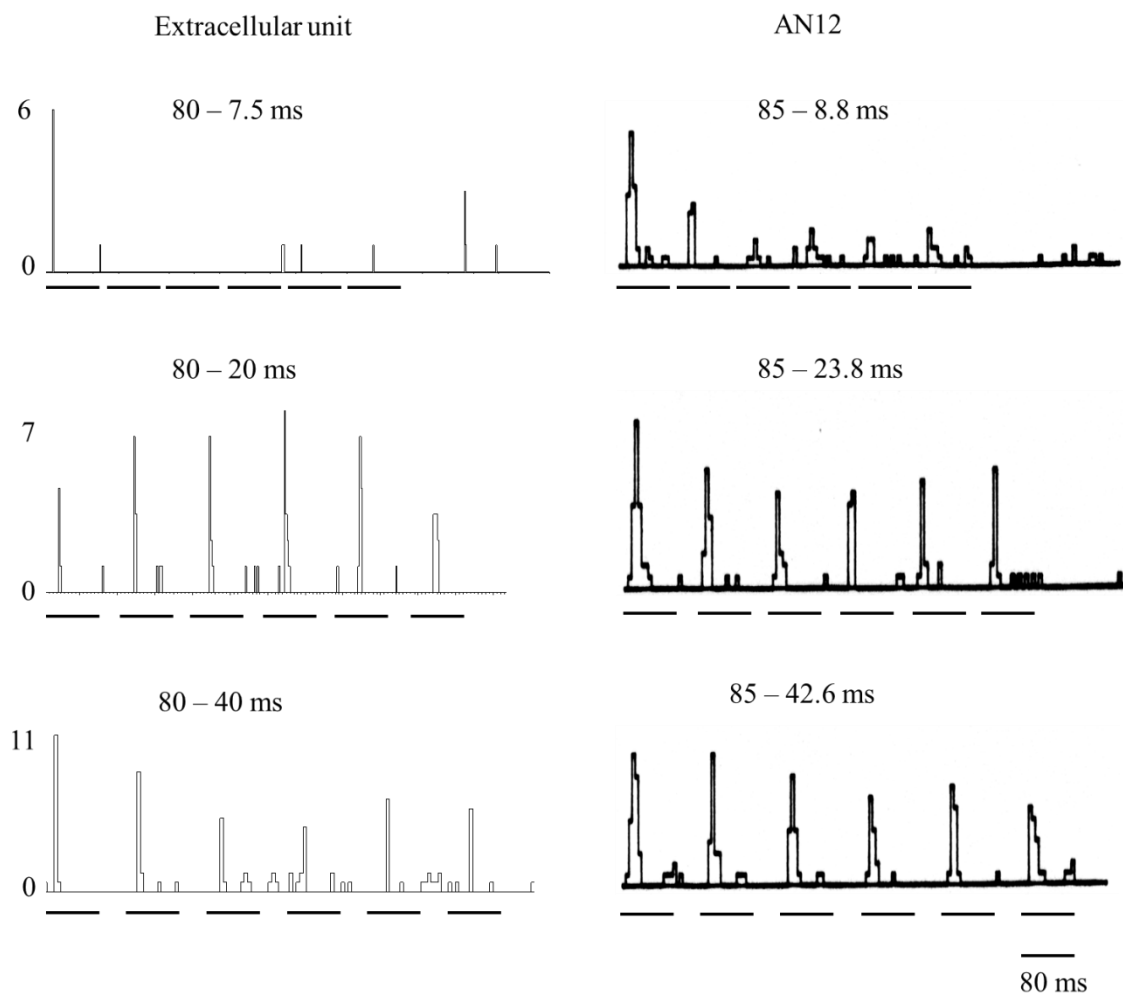 Extracellular unit
AN12
80 – 7.5 ms
85 – 8.8 ms
6
0
80 – 20 ms
85 – 23.8 ms
7
0
80 – 40 ms
85 – 42.6 ms
11
0
80 ms